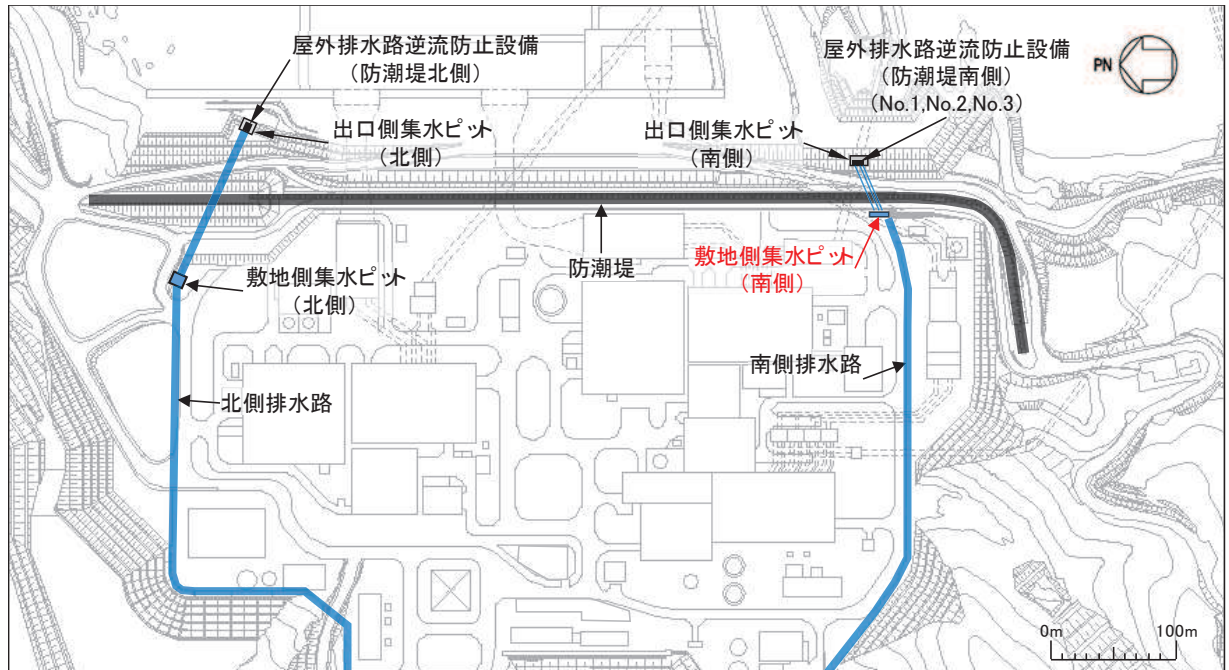 屋外排水路逆流防止設備
(防潮堤北側)
出口側集水ピット
(北側)
屋外排水路逆流防止設備
(防潮堤南側)
(No.1,No.2,No.3)
出口側集水ピット
(南側)
PN
敷地側集水ピット
(北側)
防潮堤
敷地側集水ピット
(南側)
北側排水路
南側排水路
0m
100m